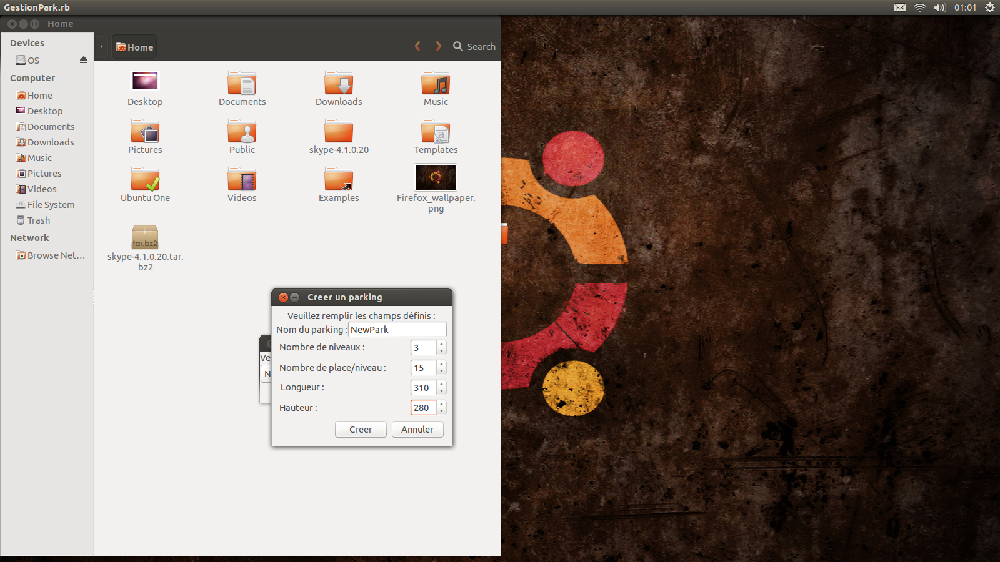 GestionPark.rb
01:01
Home
Devices
OS
Computer
Home
Desktop
Documents
Downloads
Music
Pictures
Videos
File System
Trash
Network
Browse Net…
Home
Search
Desktop
Documents
Downloads
Music
Pictures
Public
skype-4.1.0.20
Templates
Ubuntu One
Videos
Examples
Firefox_wallpaper.
png
tar.bz2
skype-4.1.0.20.tar.
bz2
Creer un parking
Veuillez remplir les champs définis :
Nom du parking : NewPark
Nombre de niveaux : 3
Nombre de place/niveau : 15
Longueur : 310
Hauteur : 280
Creer
Annuler
Ve
N